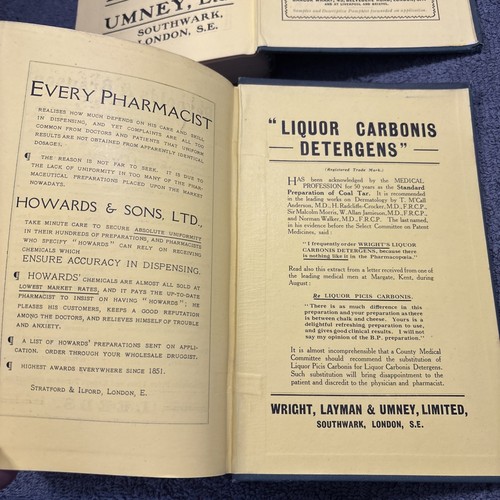 UMNEY, L
SOUTHWARK,
LONDON, S.E.
EVERY PHARMACIST
REALISES HOW MUCH DEPENDS ON HIS CARE AND SKILL
IN DISPENSING, AND YET COMPLAINTS ARE ALL TOO
COMMON FROM DOCTORS AND PATIENTS THAT UNIFORM
RESULTS ARE NOT OBTAINED FROM APPARENTLY IDENTICAL
DOSAGES.
¶ THE REASON IS NOT FAR TO SEEK. IT IS DUE TO
THE LACK OF UNIFORMITY IN TOO MANY OF THE PHAR-
MACEUTICAL PREPARATIONS PLACED UPON THE MARKET
NOWADAYS.
HOWARDS & SONS, LTD.,
TAKE MINUTE CARE TO SECURE ABSOLUTE UNIFORMITY
IN THEIR HUNDREDS OF PREPARATIONS, AND PHARMACISTS
WHO SPECIFY "HOWARDS" CAN RELY ON RECEIVING
CHEMICALS WHICH
ENSURE ACCURACY IN DISPENSING.
¶ HOWARDS' CHEMICALS ARE ALMOST ALL SOLD AT
LOWEST MARKET RATES, AND IT PAYS THE UP-TO-DATE
PHARMACIST TO INSIST ON HAVING "HOWARDS": HE
PLEASES HIS CUSTOMERS, KEEPS A GOOD REPUTATION
AMONG THE DOCTORS, AND RELIEVES HIMSELF OF TROUBLE
AND ANXIETY.
¶ A LIST OF HOWARDS' PREPARATIONS SENT ON APPLI-
CATION. ORDER THROUGH YOUR WHOLESALE DRUGGIST.
¶ HIGHEST AWARDS EVERYWHERE SINCE 1851.
STRATFORD & ILFORD, LONDON, E.
"LIQUOR CARBONIS
DETERGENS"
(Registered Trade Mark.)
HAS been acknowledged by the MEDICAL
PROFESSION for 50 years as the Standard
Preparation of Coal Tar. It is recommended
in the leading works on Dermatology by T. M'Call
Anderson, M.D., H. Radcliffe-Crocker, M.D., F.R.C.P.,
Sir Malcolm Morris, W. Allan Jamieson, M.D., F.R.C.P.,
and Norman Walker, M.D., F.R.C.P. The last named,
in his evidence before the Select Committee on Patent
Medicines, said:
"I frequently order WRIGHT'S LIQUOR
CARBONIS DETERGENS, because there
is nothing like it in the Pharmacopœia."
Read also this extract from a letter received from one of
the leading medical men at Margate, Kent, during
August:
Re LIQUOR PICIS CARBONIS.
"There is as much difference in this
preparation and your preparation as there
is between chalk and cheese. Yours is a
delightful refreshing preparation to use,
and gives good clinical results. I will not
say my opinion of the B.P. preparation."
It is almost incomprehensible that a County Medical
Committee should recommend the substitution of
Liquor Picis Carbonis for Liquor Carbonis Detergens.
Such substitution will bring disappointment to the
patient and discredit to the physician and pharmacist.
WRIGHT, LAYMAN & UMNEY, LIMITED,
SOUTHWARK, LONDON, S.E.